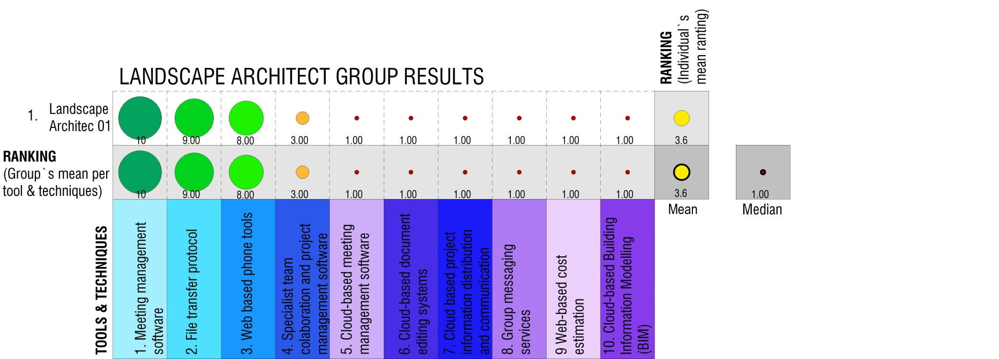 RANKING
(Individual`s
mean ranting)
LANDSCAPE ARCHITECT GROUP RESULTS
1.
Landscape
Architec 01
10 9.00 8.00 3.00 1.00 1.00 1.00 1.00 1.00 1.00 3.6
RANKING
(Group`s mean per
tool & techniques)
10 9.00 8.00 3.00 1.00 1.00 1.00 1.00 1.00 1.00 3.6 1.00
Mean
Median
TOOLS & TECHNIQUES
1. Meeting management
software
2. File transfer protocol
3. Web based phone tools
4. Specialist team
colaboration and project
management software
5. Cloud-based meeting
management software
6. Cloud-based document
editing systems
7. Cloud based project
information distribution
and communication
8. Group messaging
services
9 Web-based cost
estimation
10. Cloud-based Building
Information Modelling
(BIM)